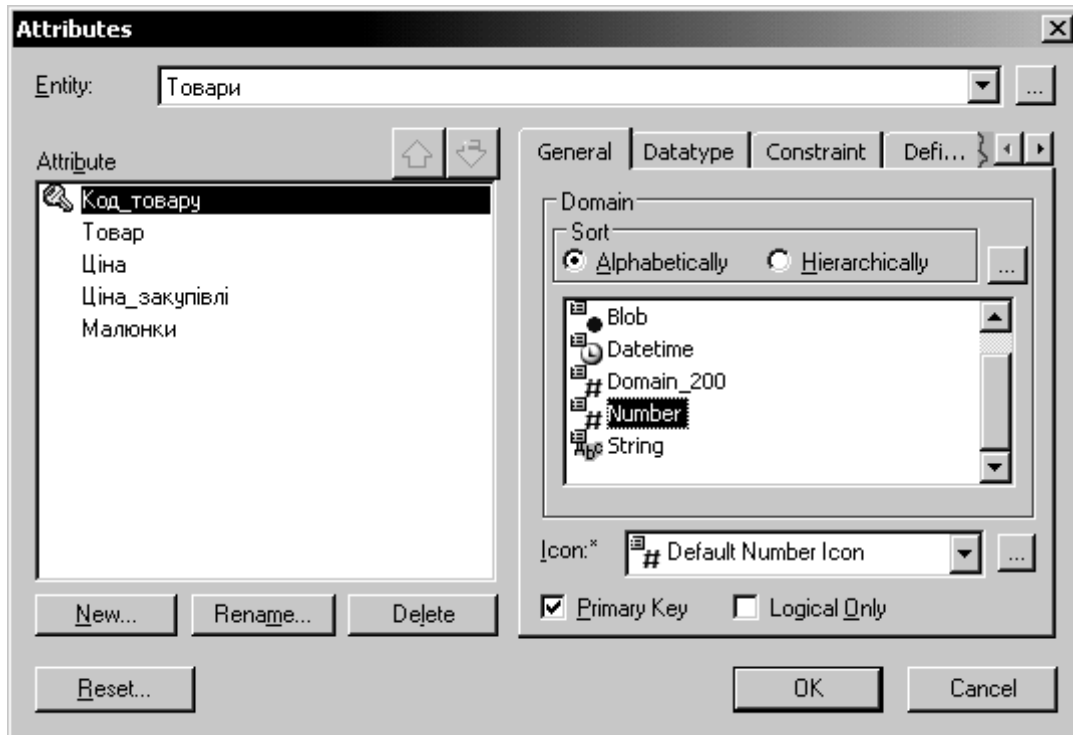 Attributes
Entity: Товари ...
Attribute
Код_товару
Товар
Ціна
Ціна_закупівлі
Малюнки
New... Rename... Delete
General Datatype Constraint Defi...
Domain
Sort
Alphabetically Hierarchically ...
Blob
Datetime
Domain_200
Number
String
Icon:* Default Number Icon ...
Primary Key Logical Only
Reset... OK Cancel